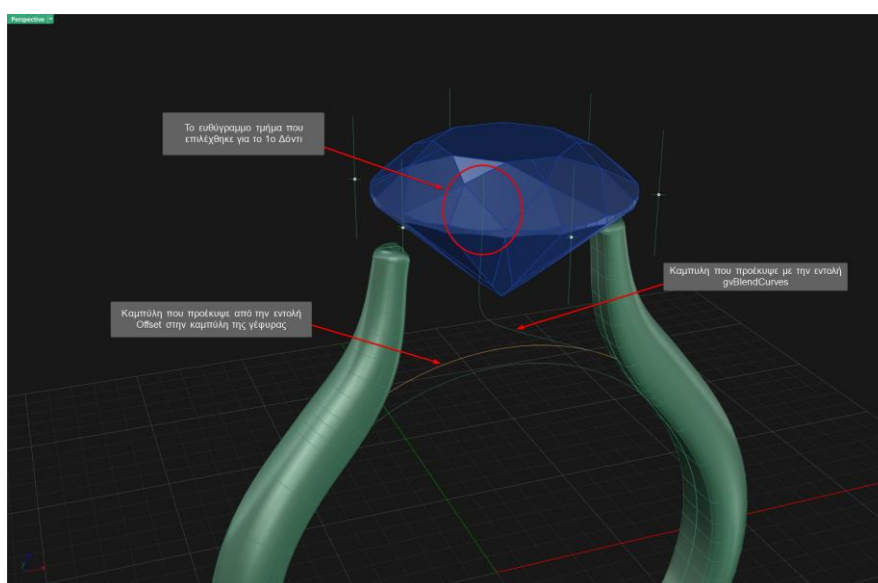 Perspective
Το ευθύγραμμο τμήμα που
επιλέχθηκε για το 1ο Δόντι
Καμπυλη που προέκυψε με την εντολή
gvBlendCurves
Καμπύλη που προέκυψε από την εντολή
Offset στην καμπύλη της γέφυρας